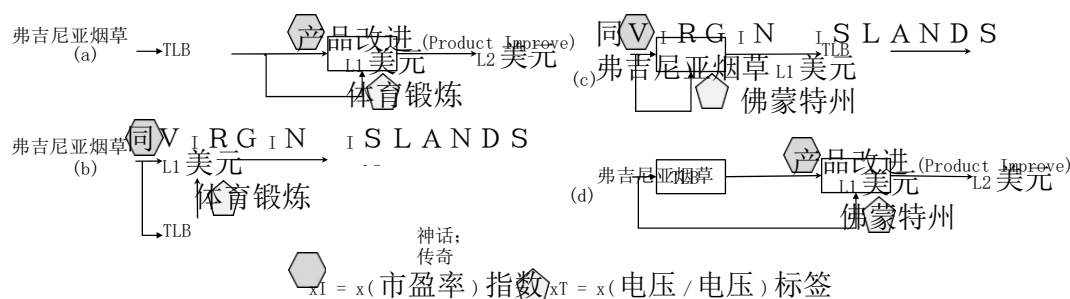 弗吉尼亚烟草
(a)
TLB
产品改进 (Product Improve)
L1 美元
L2 美元
体育锻炼
同V I R G I N I S L A N D S
TLB
弗吉尼亚烟草 L1 美元
(c)
佛蒙特州
弗吉尼亚烟草
(b)
同V I R G I N I S L A N D S
L1 美元
体育锻炼
TLB
产品改进 (Product Improve)
弗吉尼亚烟草
TLB
L1 美元
L2 美元
(d)
佛蒙特州
神话；
传奇
xI = x(市盈率) 指数
xT = x(电压/电压) 标签